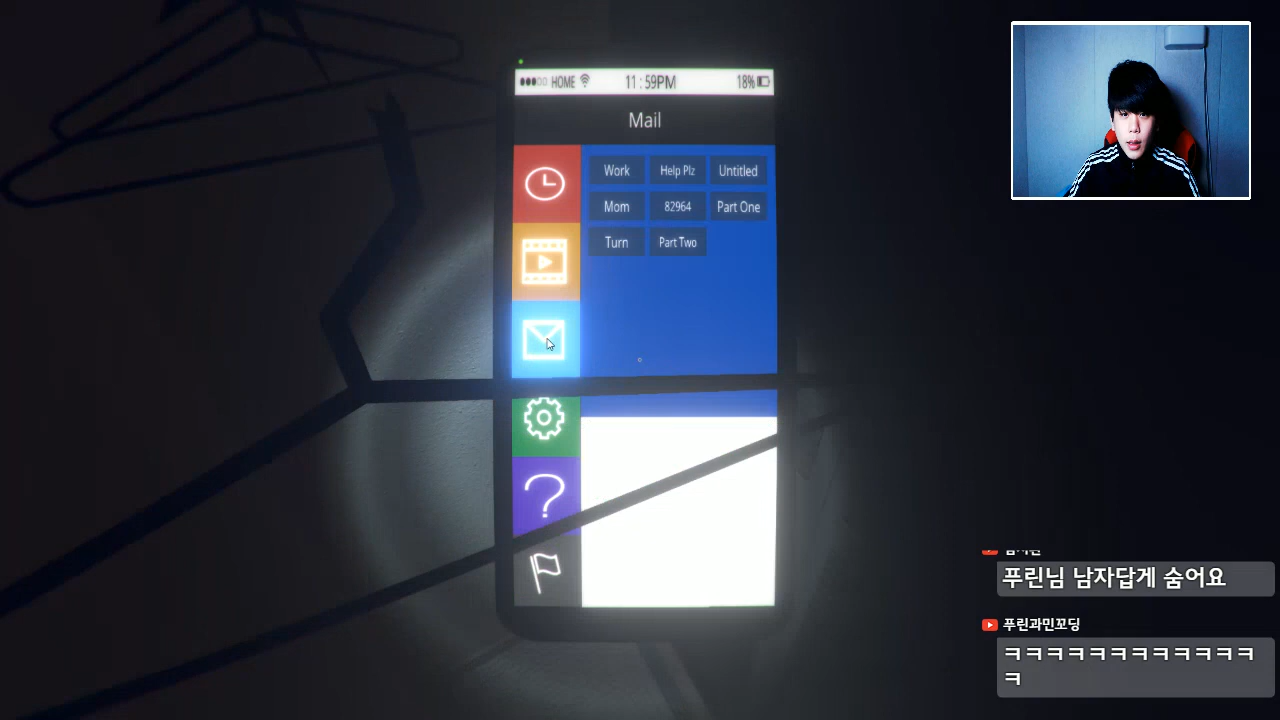 HOME 11:59PM 18%
Mail
Work Help Plz Untitled
Mom 82964 Part One
Turn Part Two
푸린님 남자답게 숨어요
푸린과민꼬딩
ㅋㅋㅋㅋㅋㅋㅋㅋㅋㅋㅋㅋ
ㅋ